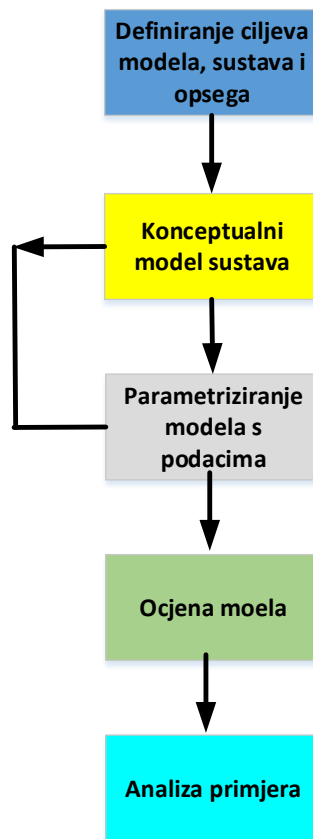 Definiranje ciljeva
modela, sustava i
opsega
Konceptualni
model sustava
Parametriziranje
modela s
podacima
Ocjena moela
Analiza primjera